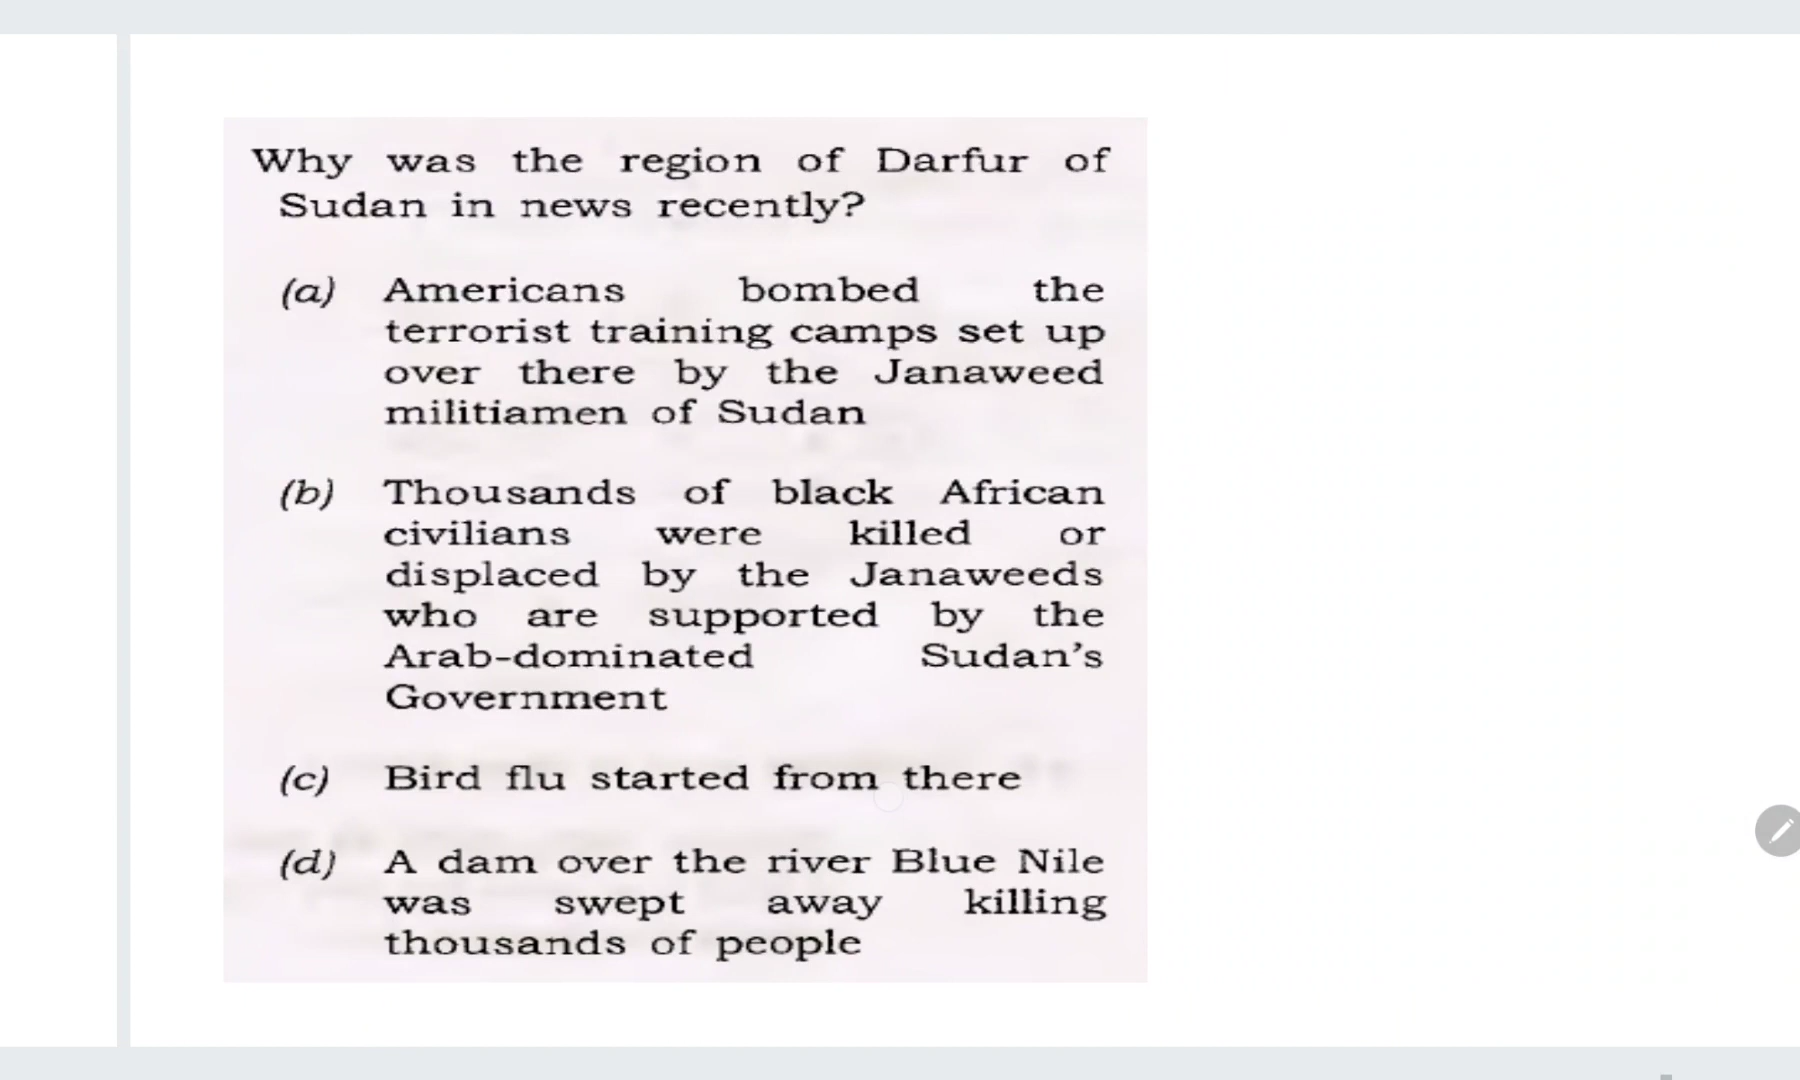 Why was the region of Darfur of
Sudan in news recently?
(a) Americans bombed the
terrorist training camps set up
over there by the Janaweed
militiamen of Sudan
(b) Thousands of black African
civilians were killed or
displaced by the Janaweeds
who are supported by the
Arab-dominated Sudan's
Government
(c) Bird flu started from there
(d) A dam over the river Blue Nile
was swept away killing
thousands of people